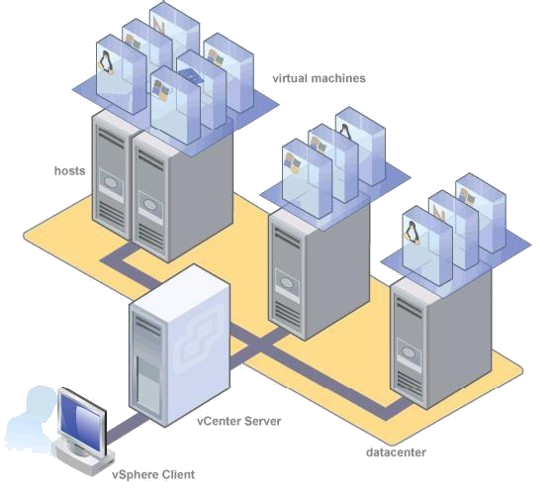 virtual machines
hosts
vCenter Server
datacenter
vSphere Client